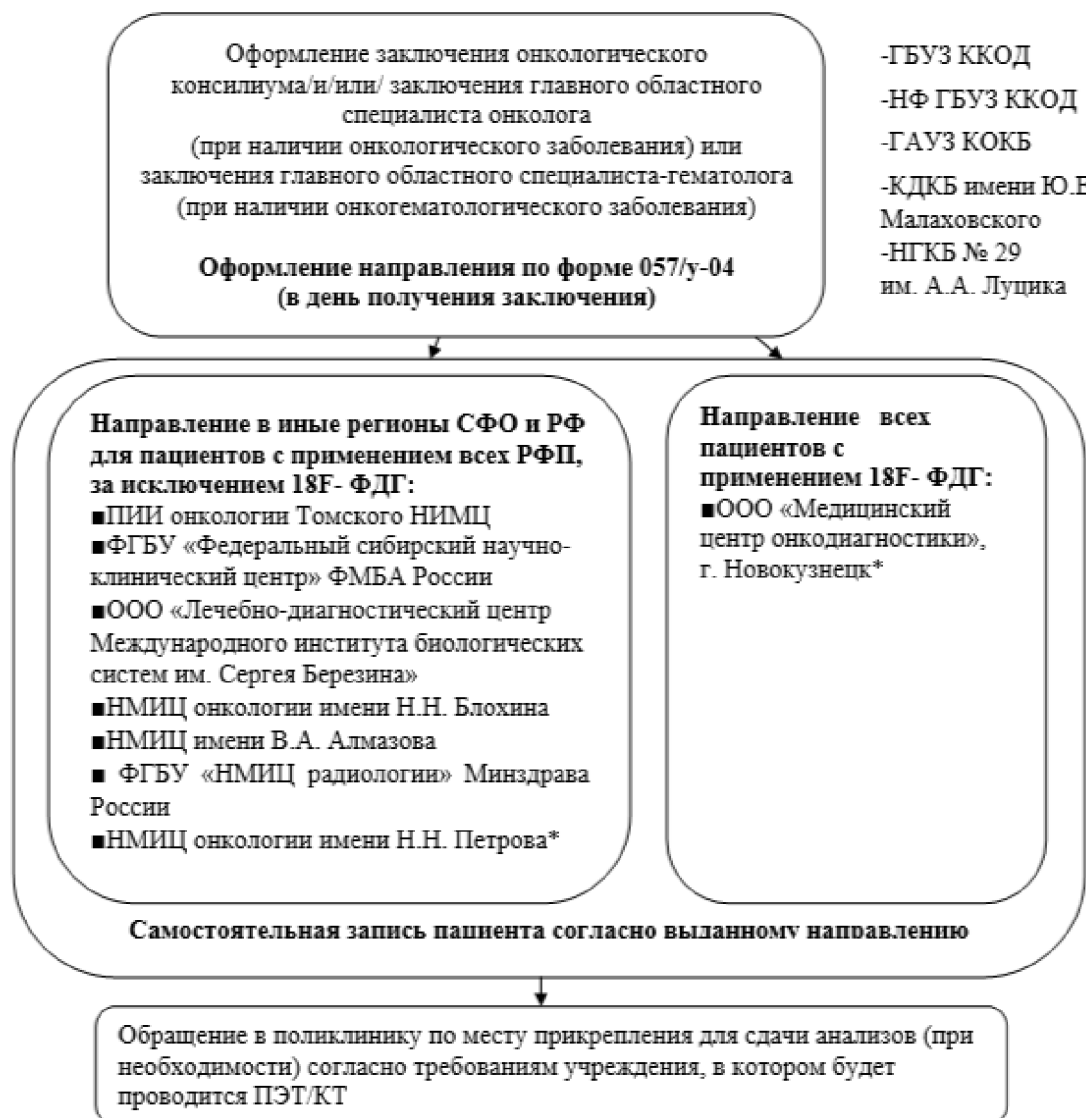 Оформление заключения онкологического
консилиума/и/или/ заключения главного областного
специалиста онколога
(при наличии онкологического заболевания) или
заключения главного областного специалиста-гематолога
(при наличии онкогематологического заболевания)
Оформление направления по форме 057/у-04
(в день получения заключения)
-ГБУЗ ККОД
-НФ ГБУЗ ККОД
-ГАУЗ КОКБ
-КДКБ имени Ю.Е
Малаховского
-НГКБ № 29
им. А.А. Луцика
Направление в иные регионы СФО и РФ
для пациентов с применением всех РФП,
за исключением 18F- ФДГ:
■ПИИ онкологии Томского НИМЦ
■ФГБУ «Федеральный сибирский научно-
клинический центр» ФМБА России
■ООО «Лечебно-диагностический центр
Международного института биологических
систем им. Сергея Березина»
■НМИЦ онкологии имени Н.Н. Блохина
■НМИЦ имени В.А. Алмазова
■ ФГБУ «НМИЦ радиологии» Минздрава
России
■НМИЦ онкологии имени Н.Н. Петрова*
Направление всех
пациентов с
применением 18F- ФДГ:
■ООО «Медицинский
центр онкодиагностики»,
г. Новокузнецк*
Самостоятельная запись пациента согласно выданному направлению
Обращение в поликлинику по месту прикрепления для сдачи анализов (при
необходимости) согласно требованиям учреждения, в котором будет
проводится ПЭТ/КТ